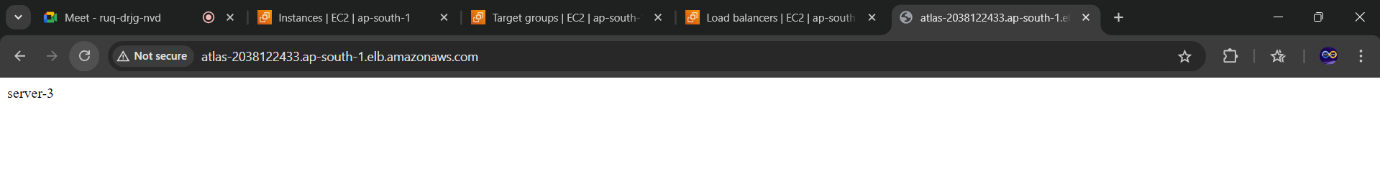 Meet - ruq-drjg-nvd
Instances | EC2 | ap-south-1
Target groups | EC2 | ap-south-
Load balancers | EC2 | ap-south
atlas-2038122433.ap-south-1.el
Not secure
atlas-2038122433.ap-south-1.elb.amazonaws.com
server-3